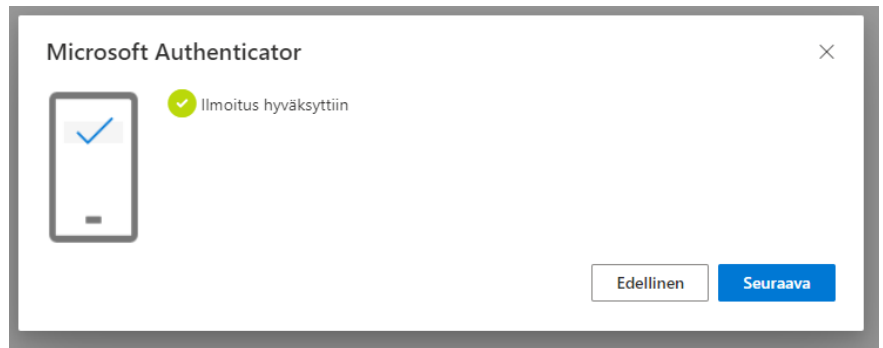 Microsoft Authenticator
Ilmoitus hyväksyttiin
Edellinen
Seuraava